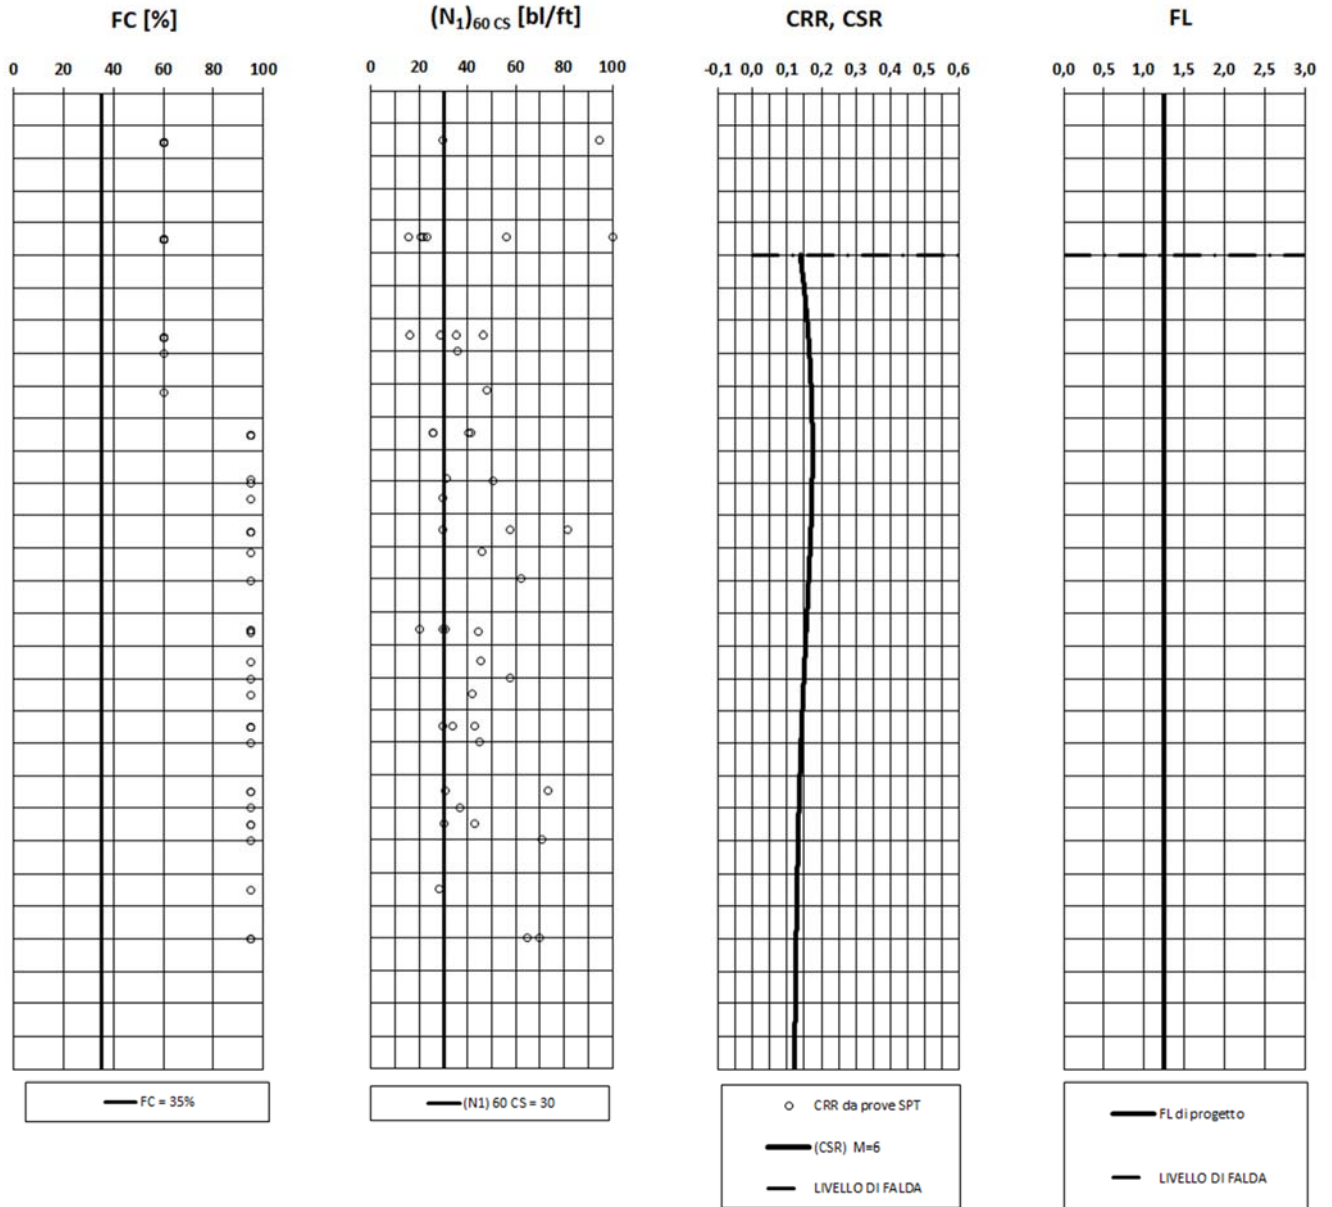 FC [%]
(N1)60 CS [bl/ft]
CRR, CSR
FL
0 20 40 60 80 100
0 20 40 60 80 100
-0,1 0,0 0,1 0,2 0,3 0,4 0,5 0,6
0,0 0,5 1,0 1,5 2,0 2,5 3,0
FC = 35%
(N1) 60 CS = 30
CRR da prove SPT
(CSR) M=6
LIVELLO DI FALDA
FL di progetto
LIVELLO DI FALDA